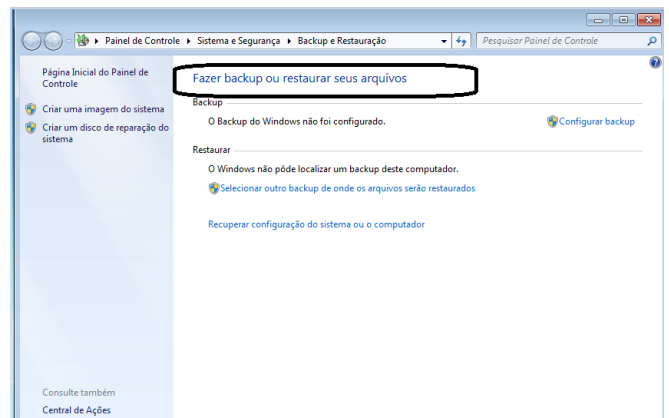 Painel de Controle ▸ Sistema e Segurança ▸ Backup e Restauração
Pesquisar Painel de Controle
Página Inicial do Painel de
Controle
Criar uma imagem do sistema
Criar um disco de reparação do
sistema
Consulte também
Central de Ações
Fazer backup ou restaurar seus arquivos
Backup
O Backup do Windows não foi configurado.
Configurar backup
Restaurar
O Windows não pôde localizar um backup deste computador.
Selecionar outro backup de onde os arquivos serão restaurados
Recuperar configuração do sistema ou o computador